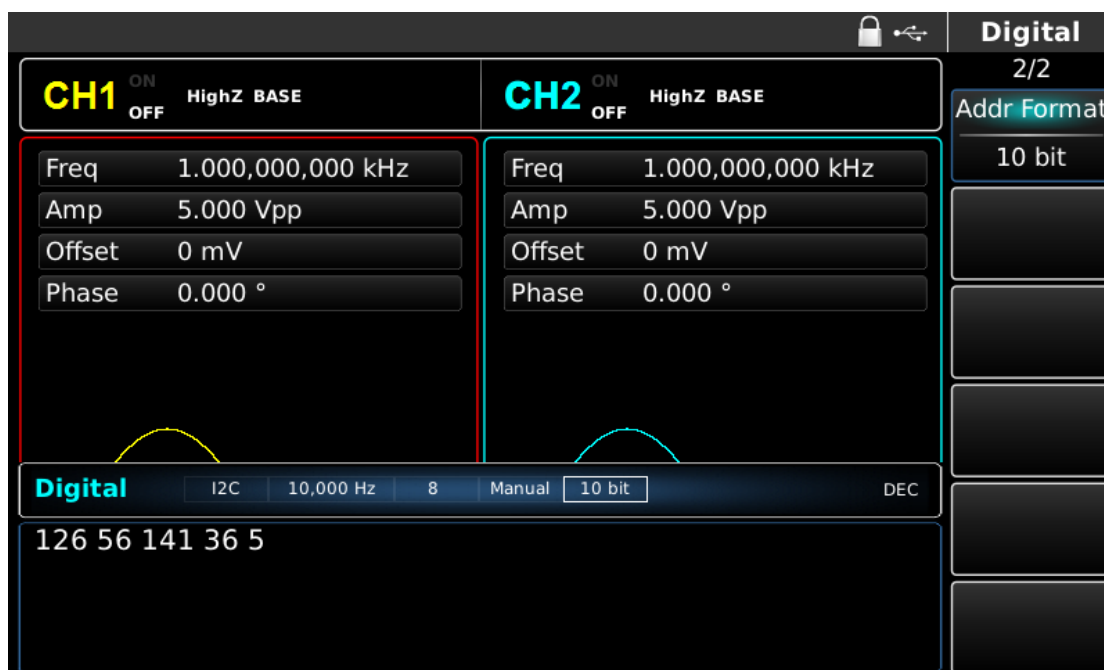 Digital
2/2
Addr Format
10 bit
CH1 ON OFF HighZ BASE
CH2 ON OFF HighZ BASE
Freq 1.000,000,000 kHz
Amp 5.000 Vpp
Offset 0 mV
Phase 0.000 °
Freq 1.000,000,000 kHz
Amp 5.000 Vpp
Offset 0 mV
Phase 0.000 °
Digital I2C 10,000 Hz 8 Manual 10 bit DEC
126 56 141 36 5